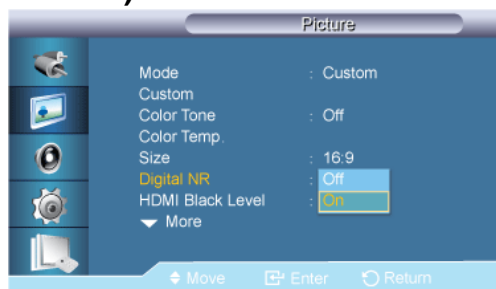 Picture
Mode : Custom
Custom
Color Tone : Off
Color Temp.
Size : 16:9
Digital NR : Off
HDMI Black Level : On
More
Move Enter Return